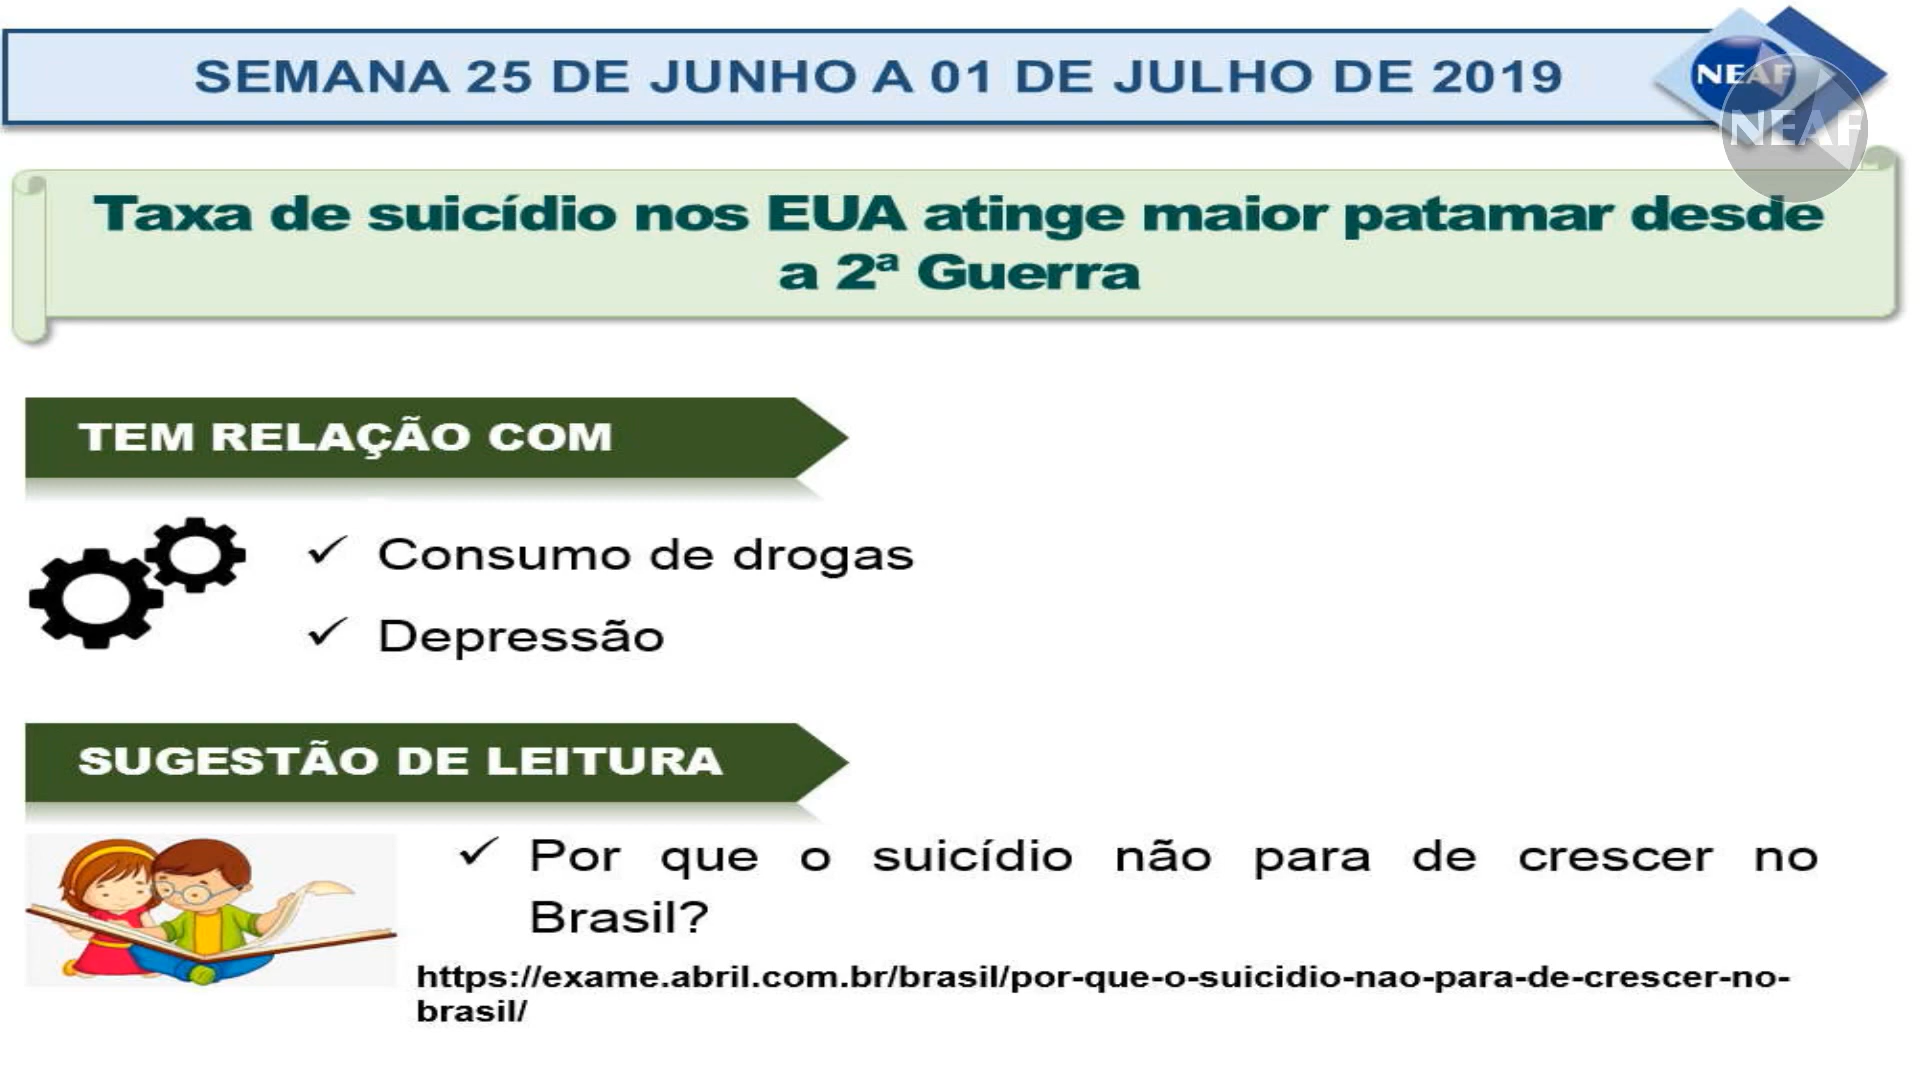 SEMANA 25 DE JUNHO A 01 DE JULHO DE 2019
NEAF
NEAF
Taxa de suicídio nos EUA atinge maior patamar desde
a 2ª Guerra
TEM RELAÇÃO COM
✓ Consumo de drogas
✓ Depressão
SUGESTÃO DE LEITURA
✓ Por que o suicídio não para de crescer no
Brasil?
https://exame.abril.com.br/brasil/por-que-o-suicidio-nao-para-de-crescer-no-
brasil/